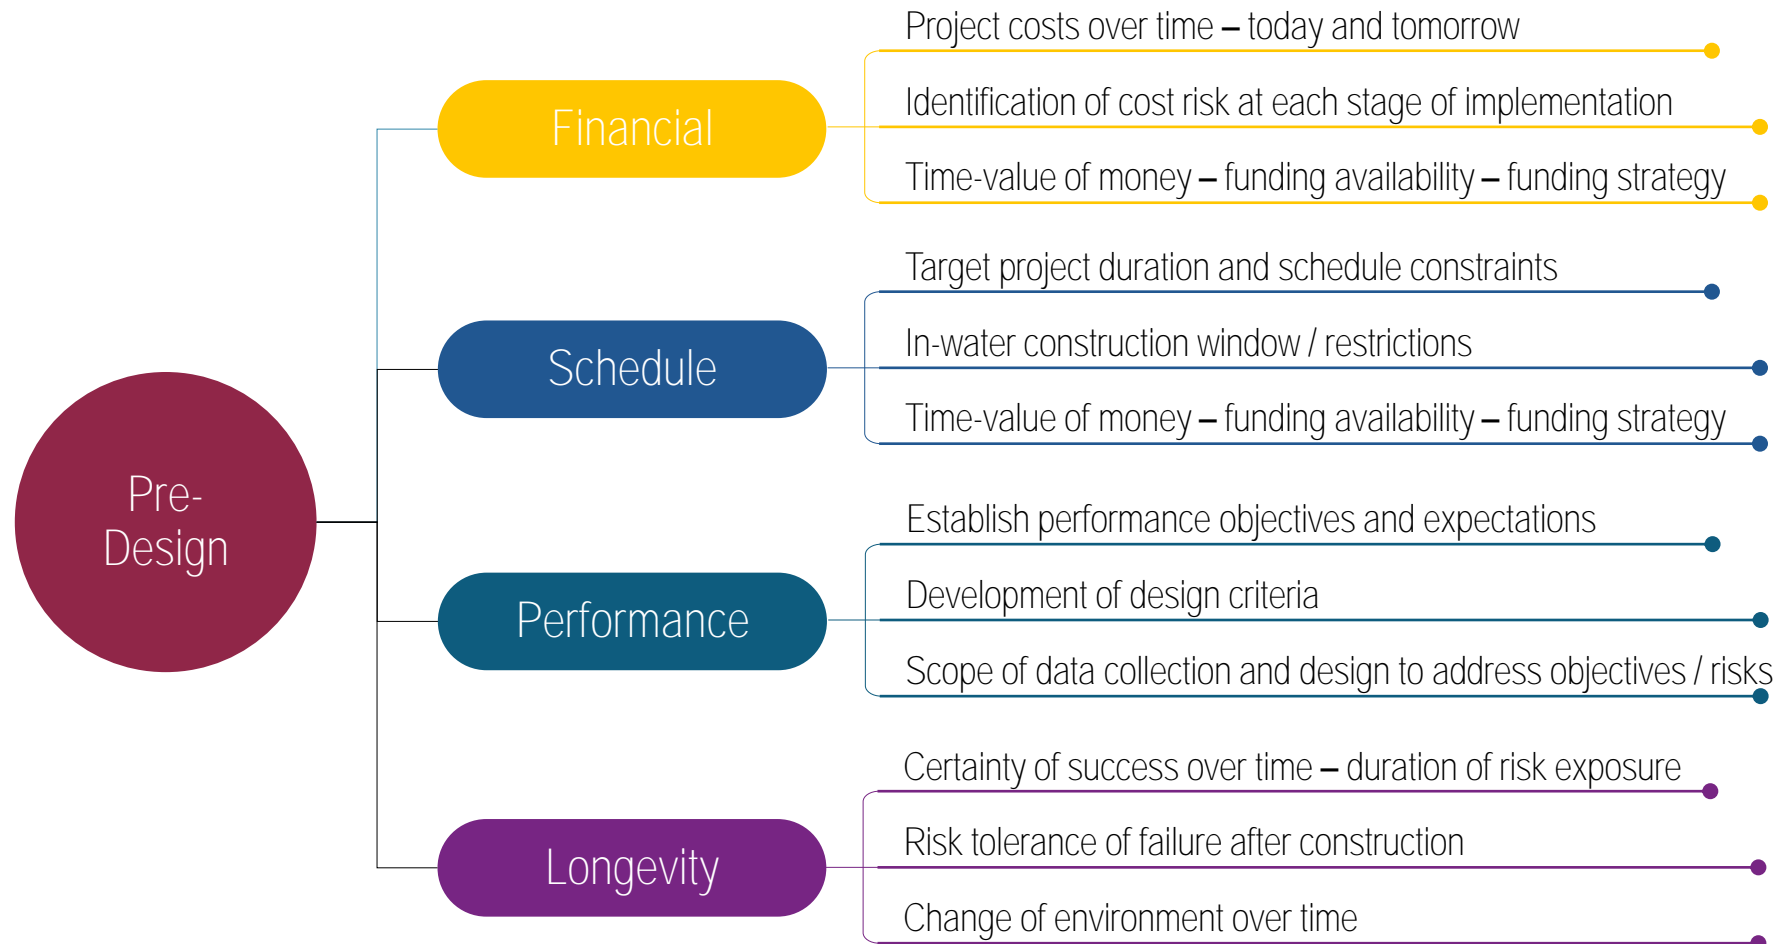 Pre-
Design
Financial
Project costs over time – today and tomorrow
Identification of cost risk at each stage of implementation
Time-value of money – funding availability – funding strategy
Schedule
Target project duration and schedule constraints
In-water construction window / restrictions
Time-value of money – funding availability – funding strategy
Performance
Establish performance objectives and expectations
Development of design criteria
Scope of data collection and design to address objectives / risks
Longevity
Certainty of success over time – duration of risk exposure
Risk tolerance of failure after construction
Change of environment over time